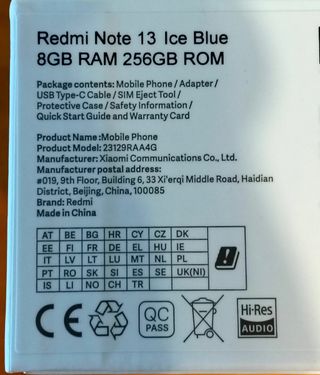 Redmi Note 13 Ice Blue
8GB RAM 256GB ROM
Package contents: Mobile Phone / Adapter /
USB Type-C Cable / SIM Eject Tool /
Protective Case / Safety Information /
Quick Start Guide and Warranty Card
Product Name:Mobile Phone
Model: 23129RAA4G
Manufacturer: Xiaomi Communications Co., Ltd.
Manufacturer postal address:
#019, 9th Floor, Building 6, 33 Xi'erqi Middle Road, Haidian
District, Beijing, China, 100085
Brand: Redmi
Made in China
AT BE BG HR CY CZ DK
EE FI FR DE EL HU IE
IT LV LT LU MT NL PL
PT RO SK SI ES SE UK(NI)
IS LI NO CH TR
CE
QC
PASS
Hi-Res
AUDIO